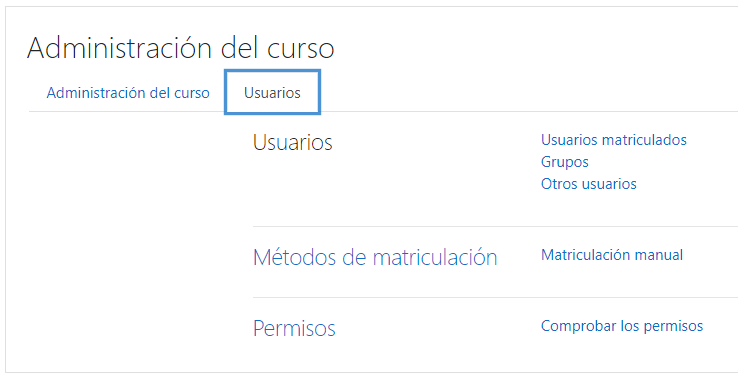 Administración del curso
Administración del curso Usuarios
Usuarios Usuarios matriculados
Grupos
Otros usuarios
Métodos de matriculación Matriculación manual
Permisos Comprobar los permisos